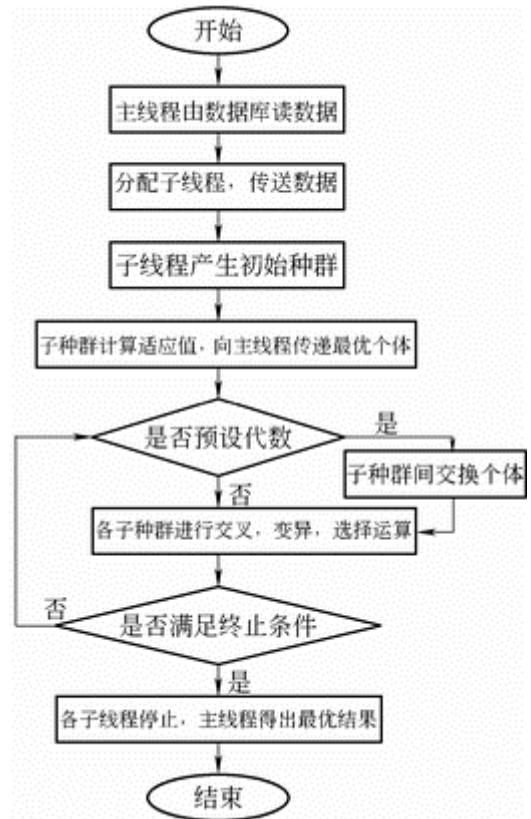 开始
主线程由数据库读数据
分配子线程，传送数据
子线程产生初始种群
子种群计算适应值，向主线程传递最优个体
是否预设代数
是
子种群间交换个体
否
各子种群进行交叉，变异，选择运算
否
是否满足终止条件
是
各子线程停止，主线程得出最优结果
结束